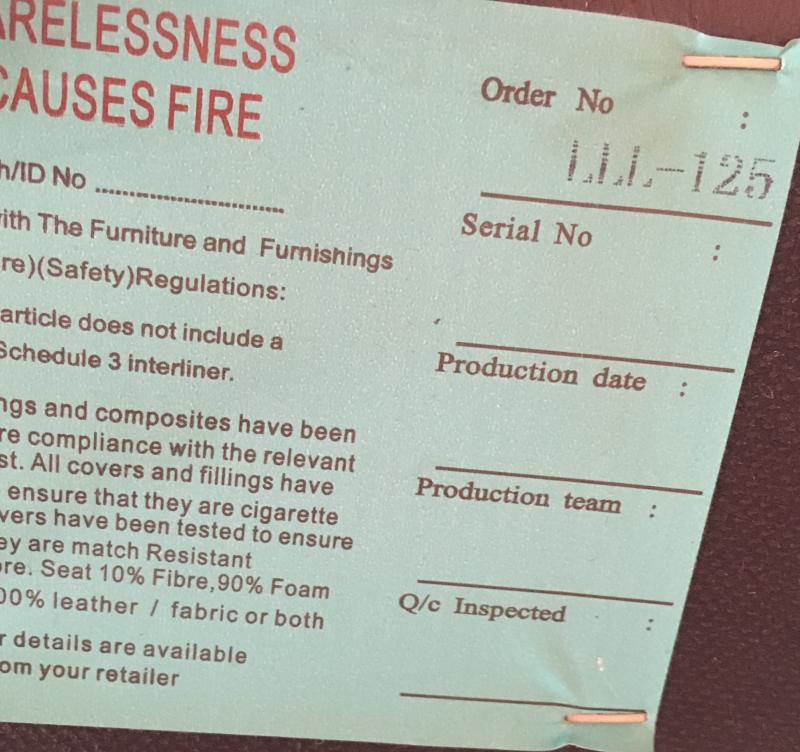 ARELESSNESS
CAUSES FIRE
h/ID No ................................
ith The Furniture and Furnishings
re)(Safety)Regulations:
article does not include a
Schedule 3 interliner.
ngs and composites have been
re compliance with the relevant
st. All covers and fillings have
ensure that they are cigarette
vers have been tested to ensure
ey are match Resistant
ore. Seat 10% Fibre,90% Foam
00% leather / fabric or both
r details are available
om your retailer
Order No :
LLL-125
Serial No :
Production date :
Production team :
Q/c Inspected :